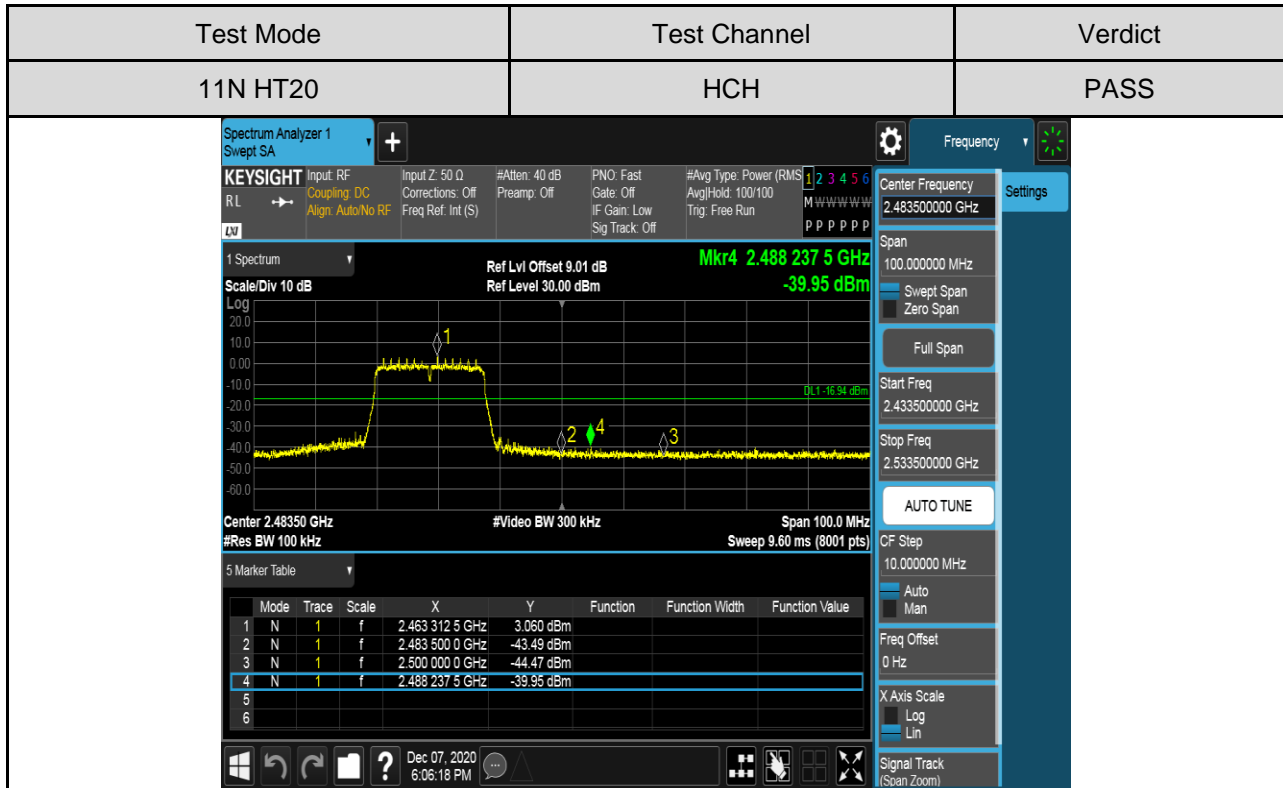 Test Mode Test Channel Verdict
11N HT20 HCH PASS
Spectrum Analyzer 1
Swept SA
+
Frequency
KEYSIGHT
RL
LXI
Input: RF
Coupling: DC
Align: Auto/No RF
Input Z: 50 Ω
Corrections: Off
Freq Ref: Int (S)
#Atten: 40 dB
Preamp: Off
PNO: Fast
Gate: Off
IF Gain: Low
Sig Track: Off
#Avg Type: Power (RMS
Avg|Hold: 100/100
Trig: Free Run
1 2 3 4 5 6
M W W W W W
P P P P P P
1 Spectrum
Scale/Div 10 dB
Ref Lvl Offset 9.01 dB
Ref Level 30.00 dBm
Mkr4 2.488 237 5 GHz
-39.95 dBm
Log
20.0
10.0
0.00
-10.0
-20.0
-30.0
-40.0
-50.0
-60.0
1
DL1 -16.94 dBm
2
4
3
Center 2.48350 GHz
#Res BW 100 kHz
#Video BW 300 kHz
Span 100.0 MHz
Sweep 9.60 ms (8001 pts)
5 Marker Table
Mode Trace Scale X Y Function Function Width Function Value
1 N 1 f 2.463 312 5 GHz 3.060 dBm
2 N 1 f 2.483 500 0 GHz -43.49 dBm
3 N 1 f 2.500 000 0 GHz -44.47 dBm
4 N 1 f 2.488 237 5 GHz -39.95 dBm
5
6
?
Dec 07, 2020
6:06:18 PM
Center Frequency
2.483500000 GHz
Settings
Span
100.000000 MHz
Swept Span
Zero Span
Full Span
Start Freq
2.433500000 GHz
Stop Freq
2.533500000 GHz
AUTO TUNE
CF Step
10.000000 MHz
Auto
Man
Freq Offset
0 Hz
X Axis Scale
Log
Lin
Signal Track
(Span Zoom)